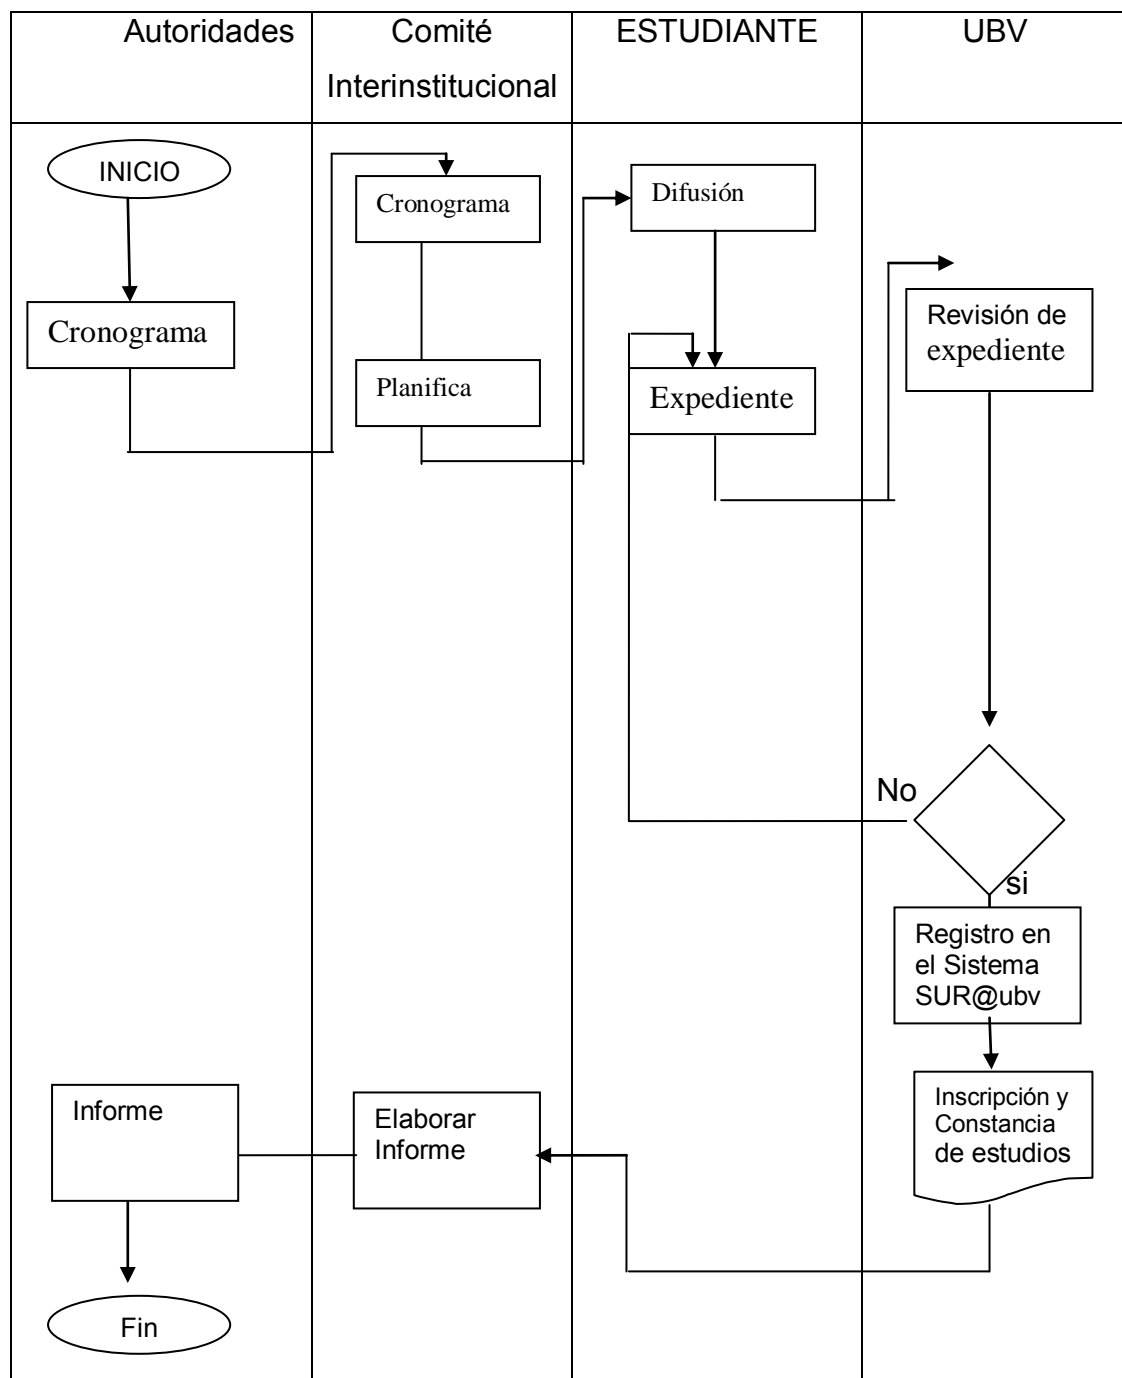 Autoridades
Comité
Interinstitucional
ESTUDIANTE
UBV
INICIO
Cronograma
Cronograma
Planifica
Difusión
Expediente
Revisión de
expediente
No
si
Registro en
el Sistema
SUR@ubv
Inscripción y
Constancia
de estudios
Elaborar
Informe
Informe
Fin